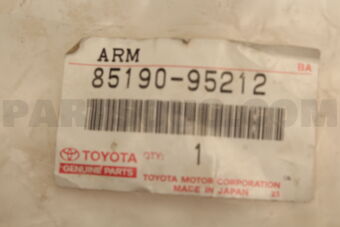 ARM
BA
85190-95212
TOYOTA QTY: 1
GENUINE PARTS
TOYOTA MOTOR CORPORATION
MADE IN JAPAN